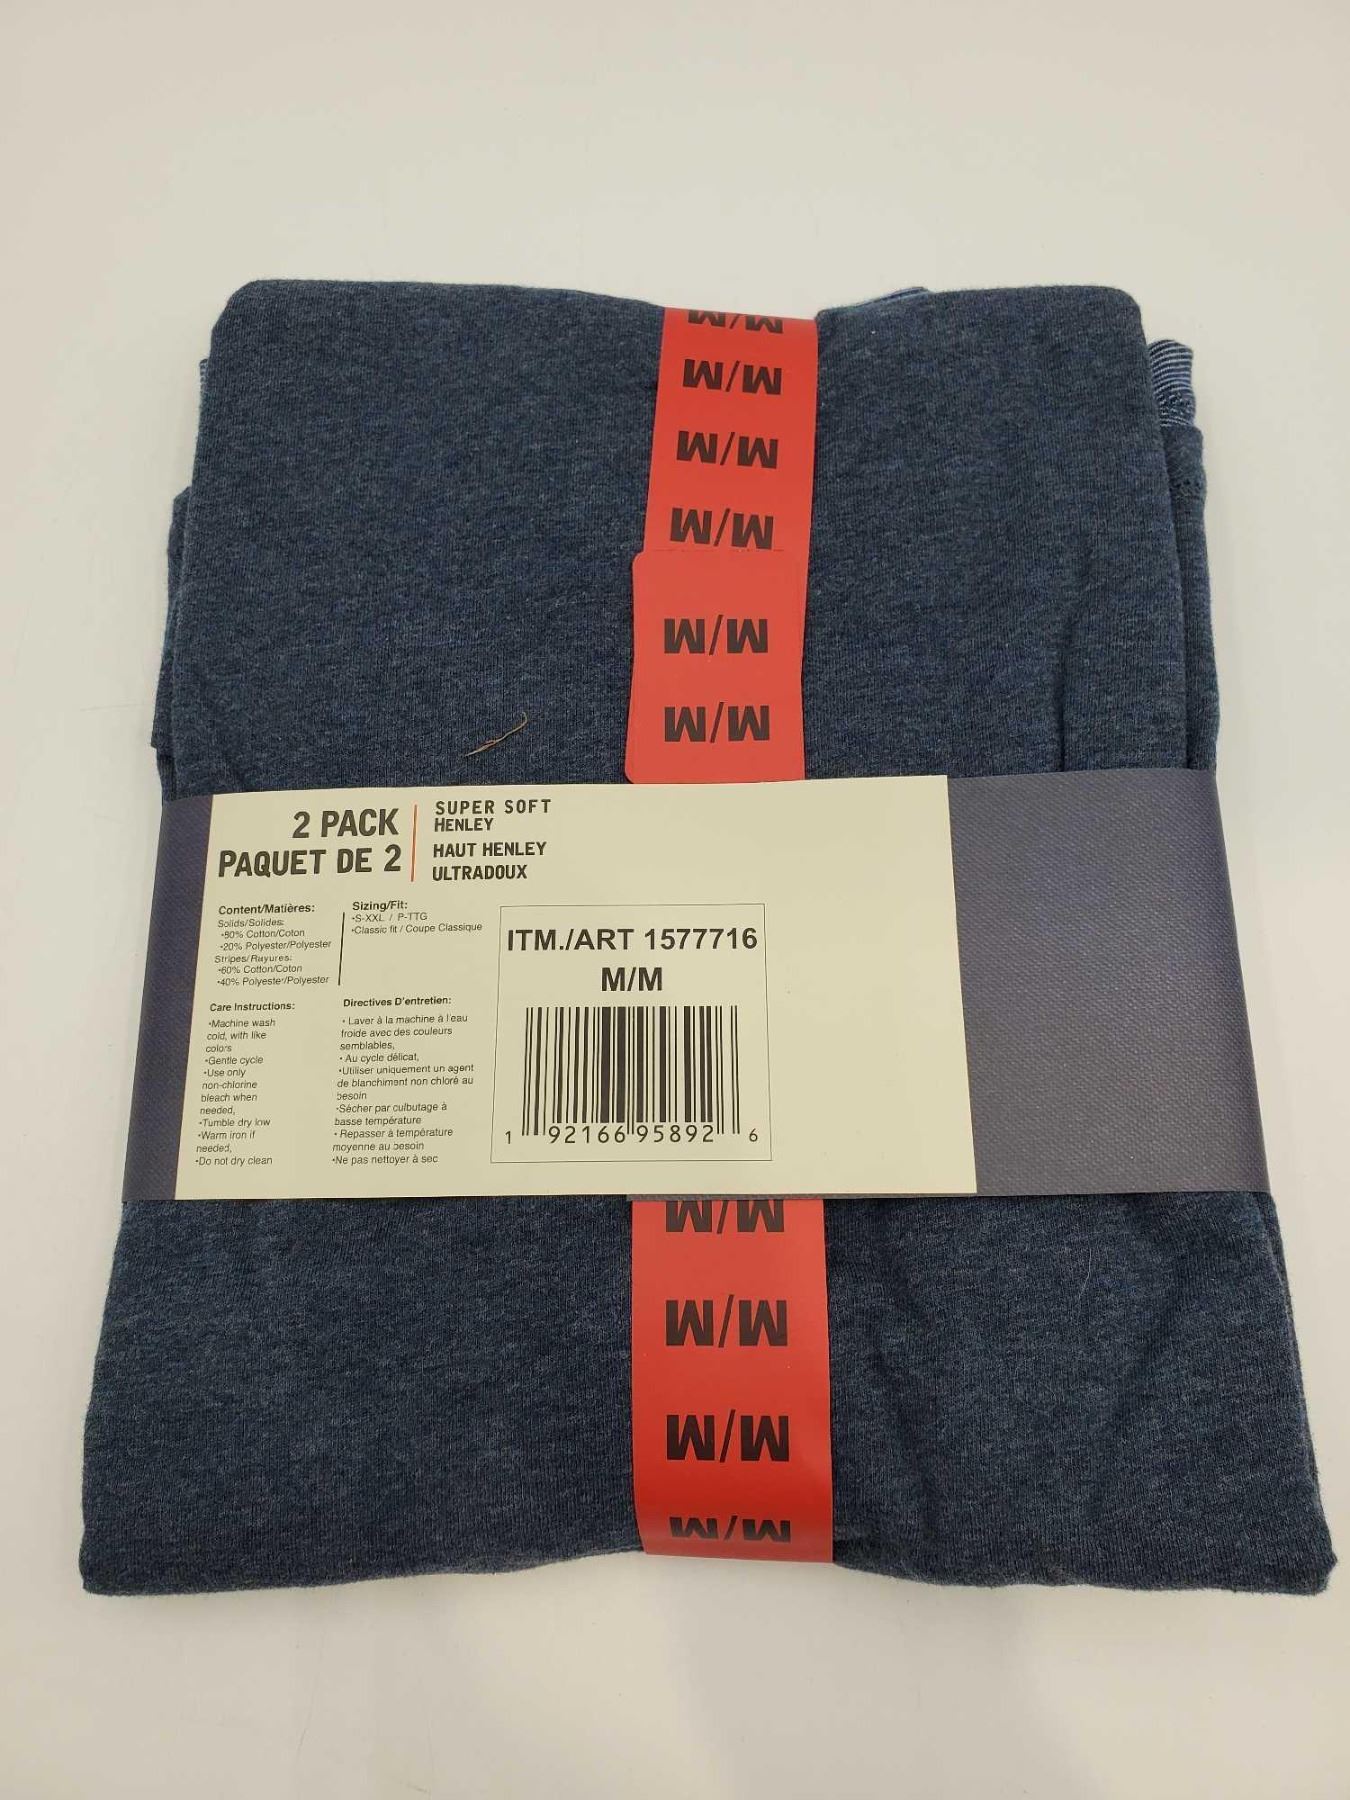 M/M
M/M
M/M
M/M
M/M
M/M
2 PACK
PAQUET DE 2
SUPER SOFT
HENLEY
HAUT HENLEY
ULTRADOUX
Content/Matières:
Solids/Solides:
•80% Cotton/Coton
•20% Polyester/Polyester
Stripes/Rayures:
•60% Cotton/Coton
•40% Polyester/Polyester
Sizing/Fit:
•S-XXL / P-TTG
•Classic fit / Coupe Classique
Care Instructions:
•Machine wash
cold, with like
colors
•Gentle cycle
•Use only
non-chlorine
bleach when
needed,
•Tumble dry low
•Warm iron if
needed,
•Do not dry clean
Directives D'entretien:
• Laver à la machine à l'eau
froide avec des couleurs
semblables,
• Au cycle délicat,
•Utiliser uniquement un agent
de blanchimant non chloré au
besoin
•Sécher par culbutage à
basse température
• Repasser à température
moyenne au besoin
•Ne pas nettoyer à sec
ITM./ART 1577716
M/M
1 92166 95892 6
M/M
M/M
M/M
M/M